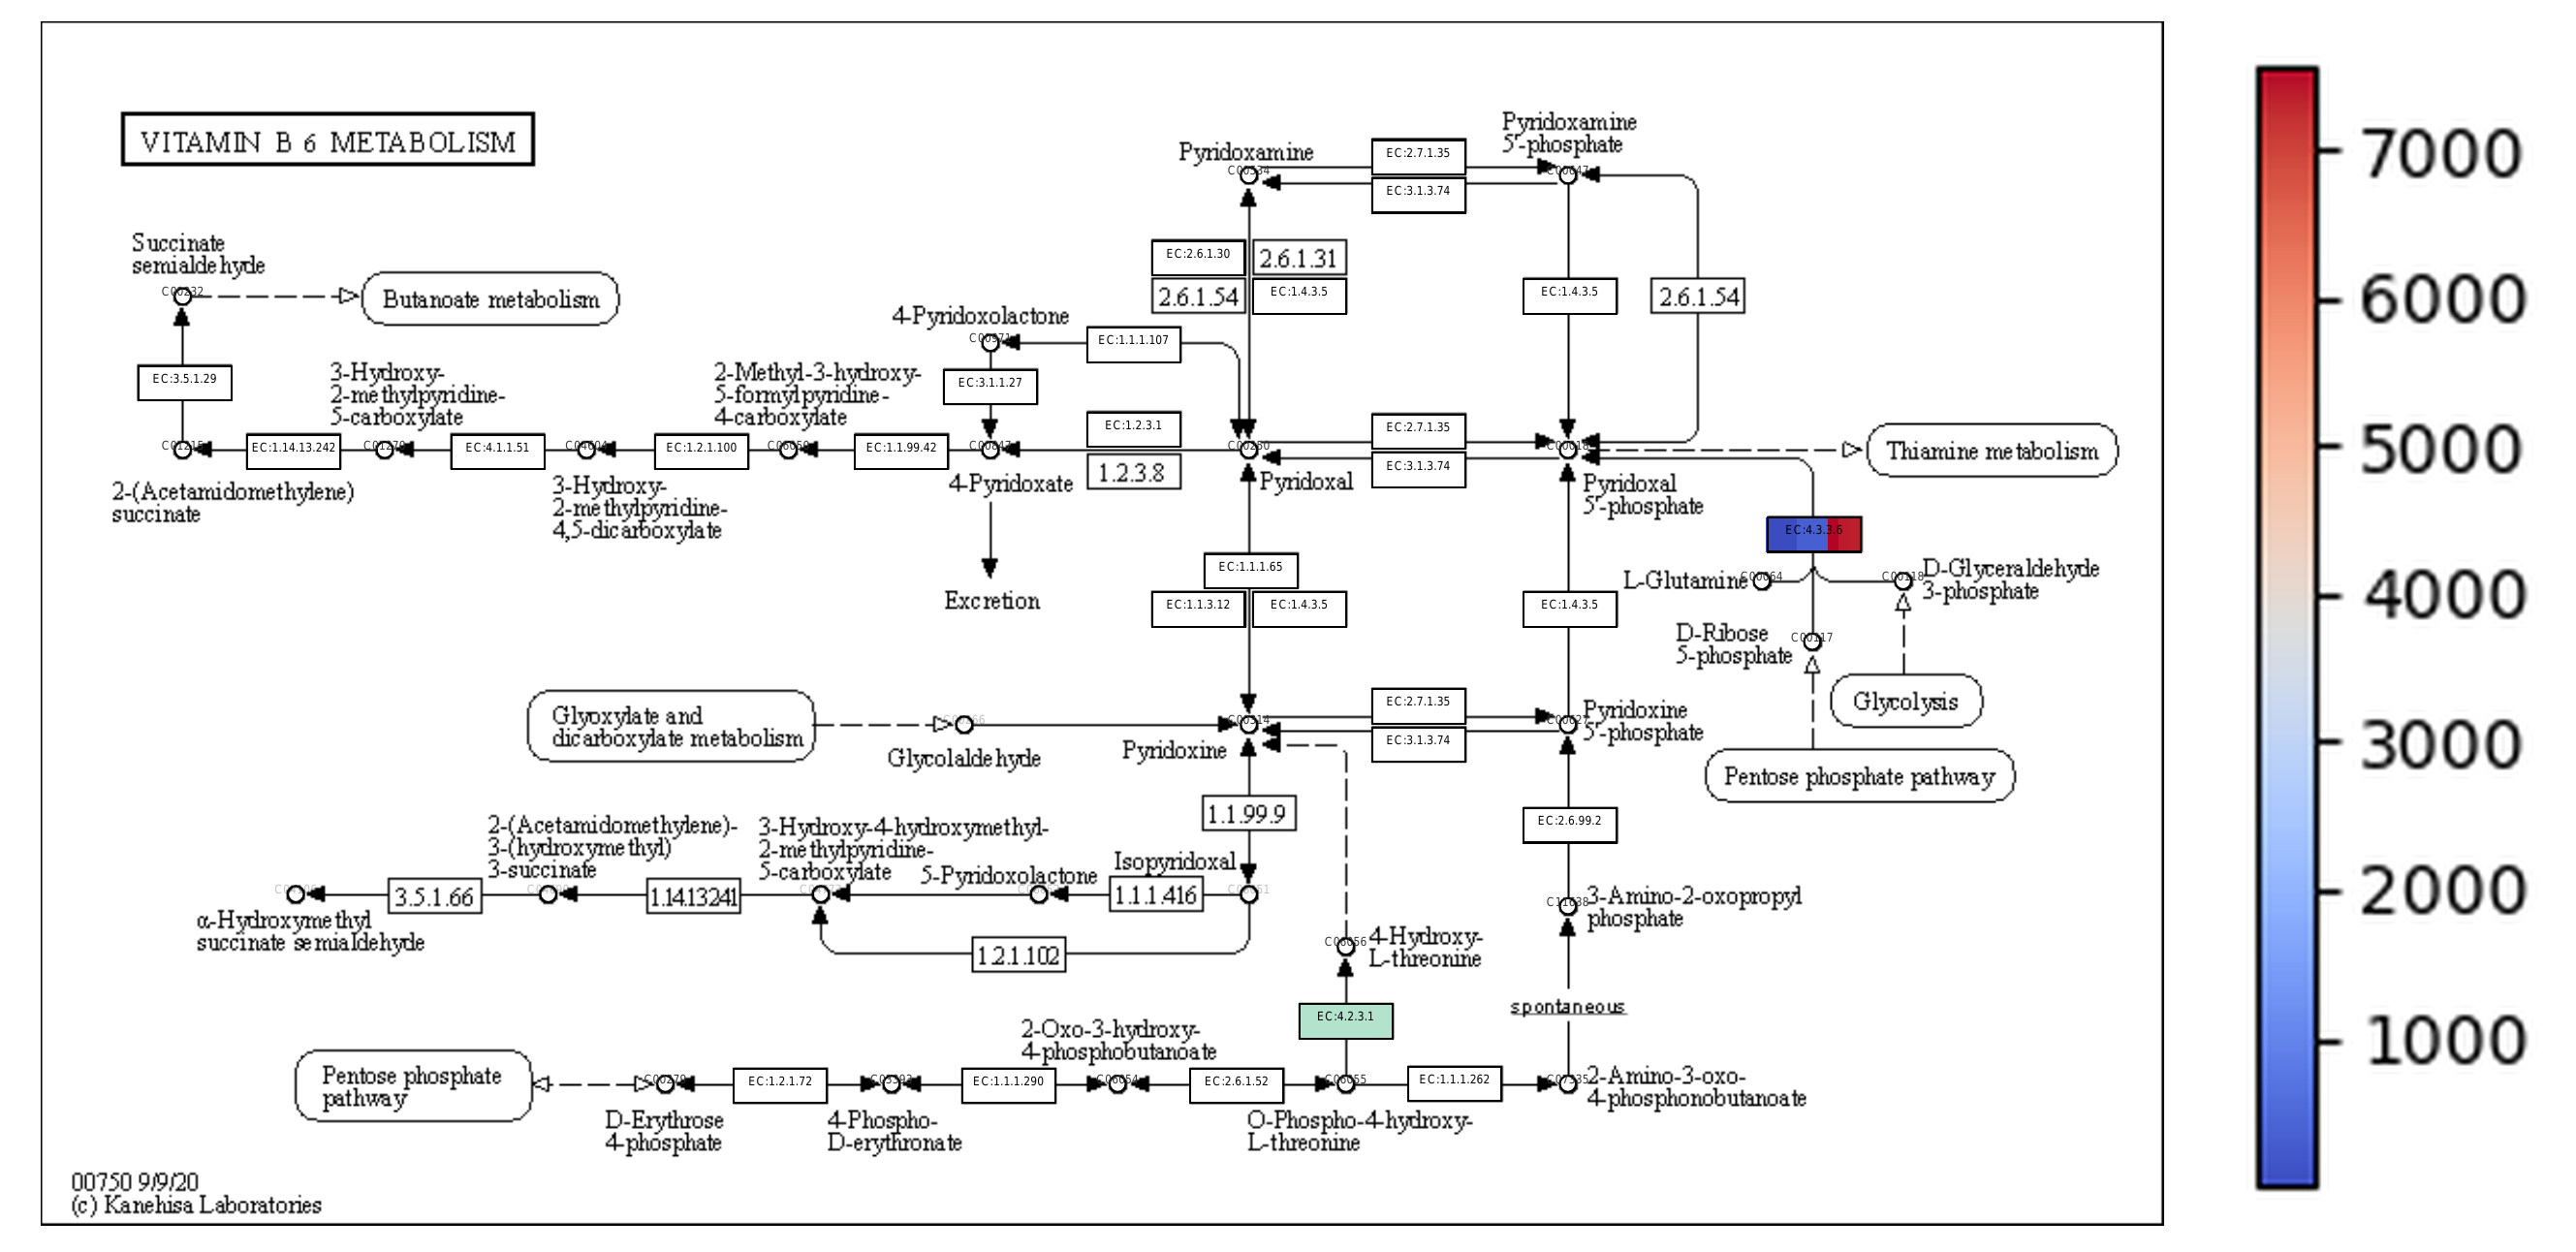 VITAMIN B 6 METABOLISM
Pyridoxamine
Pyridoxamine
5'-phosphate
EC:2.7.1.35
EC:3.1.3.74
7000
6000
5000
4000
3000
2000
1000
Succinate
semialdehyde
Butanoate metabolism
EC:2.6.1.30
2.6.1.31
2.6.1.54
EC:1.4.3.5
EC:1.4.3.5
2.6.1.54
4-Pyridoxolactone
EC:1.1.1.107
EC:3.5.1.29
3-Hydroxy-
2-methylpyridine-
5-carboxylate
2-Methyl-3-hydroxy-
5-formylpyridine-
4-carboxylate
EC:3.1.1.27
EC:1.14.13.242
EC:4.1.1.51
EC:1.2.1.100
EC:1.1.99.42
EC:1.2.3.1
1.2.3.8
EC:2.7.1.35
EC:3.1.3.74
Thiamine metabolism
2-(Acetamidomethylene)
succinate
3-Hydroxy-
2-methylpyridine-
4,5-dicarboxylate
4-Pyridoxate
Pyridoxal
Pyridoxal
5'-phosphate
EC:4.3.3.6
Excretion
EC:1.1.1.65
EC:1.1.3.12
EC:1.4.3.5
EC:1.4.3.5
L-Glutamine
D-Glyceraldehyde
3-phosphate
D-Ribose
5-phosphate
C00117
Glycolysis
Pentose phosphate pathway
Glyoxylate and
dicarboxylate metabolism
Glycolaldehyde
Pyridoxine
EC:2.7.1.35
EC:3.1.3.74
Pyridoxine
5'-phosphate
1.1.99.9
EC:2.6.99.2
2-(Acetamidomethylene)-
3-(hydroxymethyl)
3-succinate
3-Hydroxy-4-hydroxymethyl-
2-methylpyridine-
5-carboxylate
5-Pyridoxolactone
Isopyridoxal
3.5.1.66
1.14.13.241
1.1.1.416
1.2.1.102
α-Hydroxymethyl
succinate semialdehyde
3-Amino-2-oxopropyl
phosphate
4-Hydroxy-
L-threonine
EC:4.2.3.1
spontaneous
2-Oxo-3-hydroxy-
4-phosphobutanoate
Pentose phosphate
pathway
EC:1.2.1.72
EC:1.1.1.290
EC:2.6.1.52
EC:1.1.1.262
2-Amino-3-oxo-
4-phosphonobutanoate
D-Erythrose
4-phosphate
4-Phospho-
D-erythronate
O-Phospho-4-hydroxy-
L-threonine
00750 9/9/20
(c) Kanehisa Laboratories